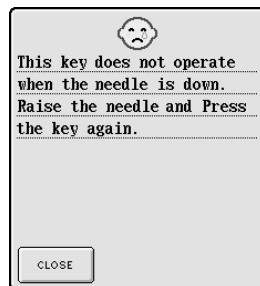 This key does not operate
when the needle is down.
Raise the needle and Press
the key again.
CLOSE